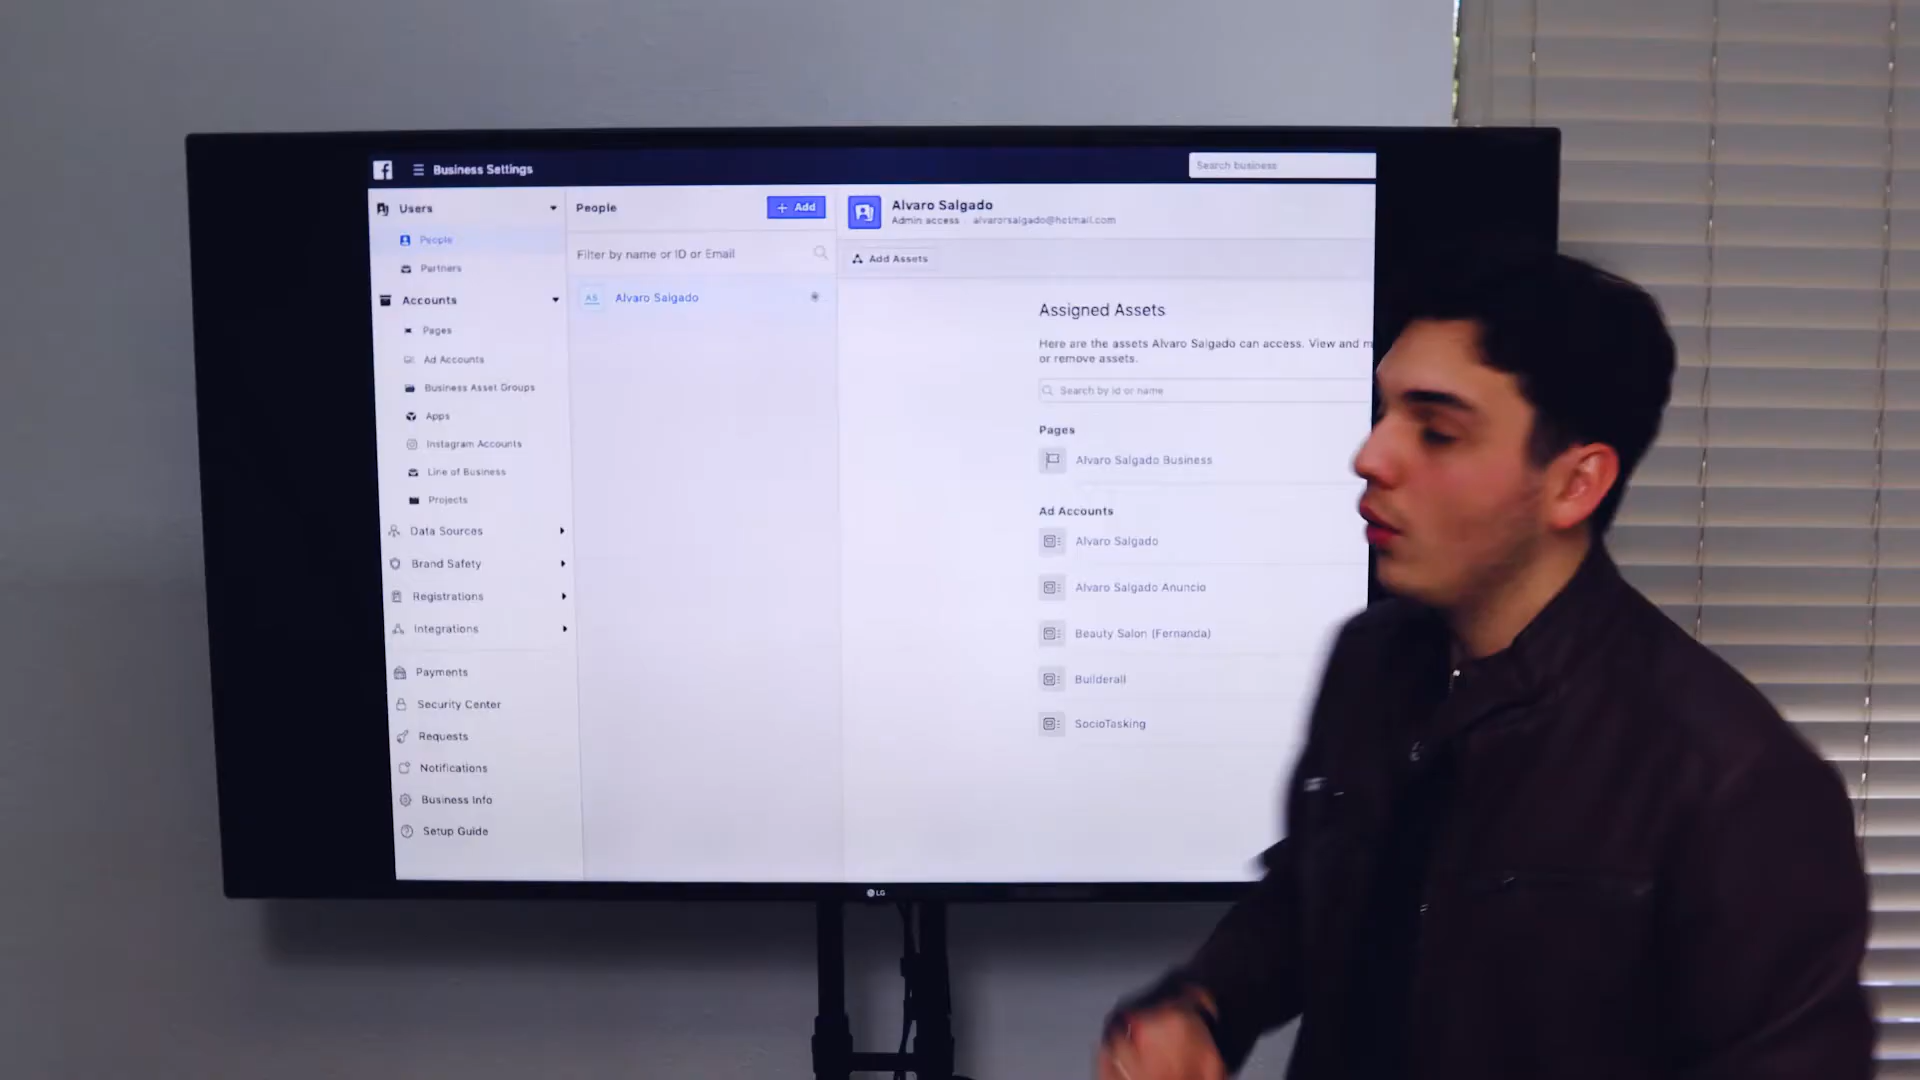 Business Settings
Search business
Users
People
Partners
Accounts
Pages
Ad Accounts
Business Asset Groups
Apps
Instagram Accounts
Line of Business
Projects
Data Sources
Brand Safety
Registrations
Integrations
Payments
Security Center
Requests
Notifications
Business Info
Setup Guide
People
+ Add
Filter by name or ID or Email
AS Alvaro Salgado
Alvaro Salgado
Admin access alvarorsalgado@hotmail.com
Add Assets
Assigned Assets
Here are the assets Alvaro Salgado can access. View and m
or remove assets.
Search by id or name
Pages
Alvaro Salgado Business
Ad Accounts
Alvaro Salgado
Alvaro Salgado Anuncio
Beauty Salon (Fernanda)
Builderall
SocioTasking
LG